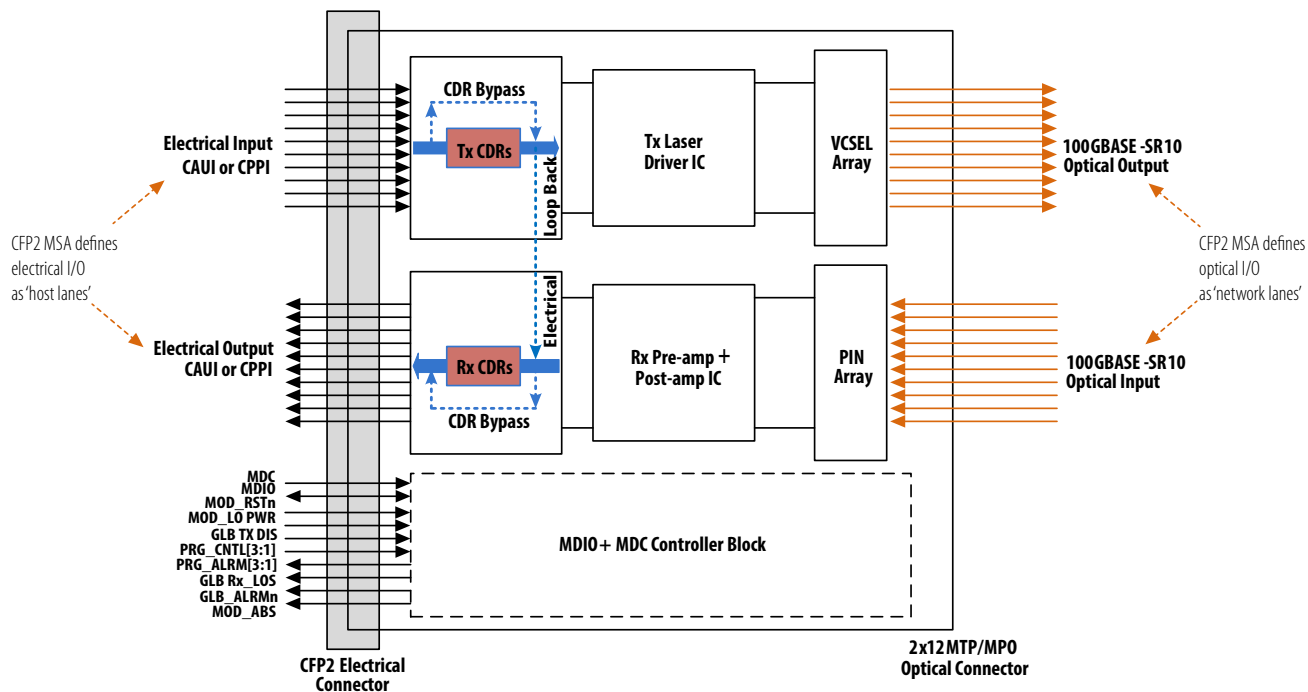 CDR Bypass
Tx CDRs
Electrical Input
CAUI or CPPI
Tx Laser
Driver IC
VCSEL
Array
100GBASE -SR10
Optical Output
Electrical Loop Back
CFP2 MSA defines
electrical I/O
as ‘host lanes’
CFP2 MSA defines
optical I/O
as ‘network lanes’
Electrical Output
CAUI or CPPI
Rx CDRs
CDR Bypass
Rx Pre-amp +
Post-amp IC
PIN
Array
100GBASE -SR10
Optical Input
MDC
MDIO
MOD_RSTn
MOD_LO PWR
GLB TX DIS
PRG_CNTL[3:1]
PRG_ALRM[3:1]
GLB Rx_LOS
GLB_ALRMn
MOD_ABS
MDIO+ MDC Controller Block
CFP2 Electrical
Connector
2x12 MTP/MPO
Optical Connector